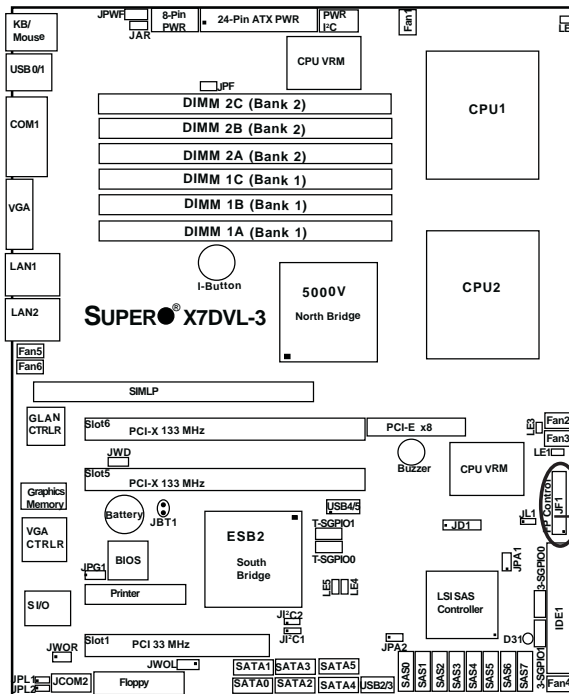 KB/
Mouse
JPWF
JAR
8-Pin
PWR
24-Pin ATX PWR
PWR
I²C
Fan1
LE
USB0/1
CPU VRM
JPF
CPU1
COM1
DIMM 2C (Bank 2)
DIMM 2B (Bank 2)
DIMM 2A (Bank 2)
DIMM 1C (Bank 1)
DIMM 1B (Bank 1)
DIMM 1A (Bank 1)
VGA
LAN1
LAN2
I-Button
5000V
North Bridge
CPU2
SUPER® X7DVL-3
Fan5
Fan6
SIMLP
GLAN
CTRLR
Slot6
PCI-X 133 MHz
PCI-E x8
LE3
Fan2
Fan3
JWD
Buzzer
CPU VRM
LE1
Slot5
PCI-X 133 MHz
Graphics
Memory
Battery
JBT1
USB4/5
T-SGPIO1
T-SGPIO0
JD1
JL1
FP Control
JF1
VGA
CTRLR
BIOS
JPG1
ESB2
South
Bridge
JPA1
3-SGPIO0
IDE1
S I/O
Printer
LE5
LE4
LSI SAS
Controller
JI²C2
JI²C1
JPA2
D31
3-SGPIO1
JWOR
Slot1
PCI 33 MHz
JWOL
JPL1
JPL2
JCOM2
Floppy
SATA1
SATA3
SATA5
SATA0
SATA2
SATA4
USB2/3
SAS0
SAS1
SAS2
SAS3
SAS4
SAS5
SAS6
SAS7
Fan4